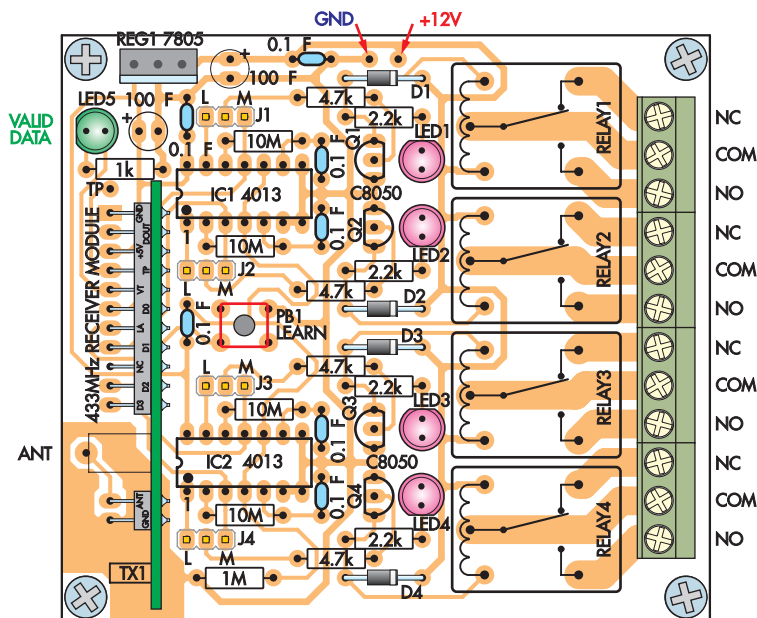 GND +12V
REG1 7805
0.1 F
100 F
D1
LED5 100 F
L M J1
4.7k
2.2k
VALID
DATA
10M
0.1 F
0.1 F
Q1
LED1
RELAY1
NC
COM
NO
1k
TP
IC1 4013
C8050
GND
DOUT
+5V
TP
VT
D0
LA
D1
NC
D2
D3
433MHz RECEIVER MODULE
1
10M
0.1 F
Q2
LED2
RELAY2
NC
COM
NO
J2
L M
2.2k
4.7k
D2
0.1 F
PB1
LEARN
D3
L M
J3
4.7k
2.2k
10M
0.1 F
Q3
LED3
RELAY3
NC
COM
NO
ANT
IC2 4013
C8050
ANT
GND
1
10M
0.1 F
Q4
LED4
RELAY4
NC
COM
NO
J4
L M
2.2k
4.7k
TX1
1M
D4